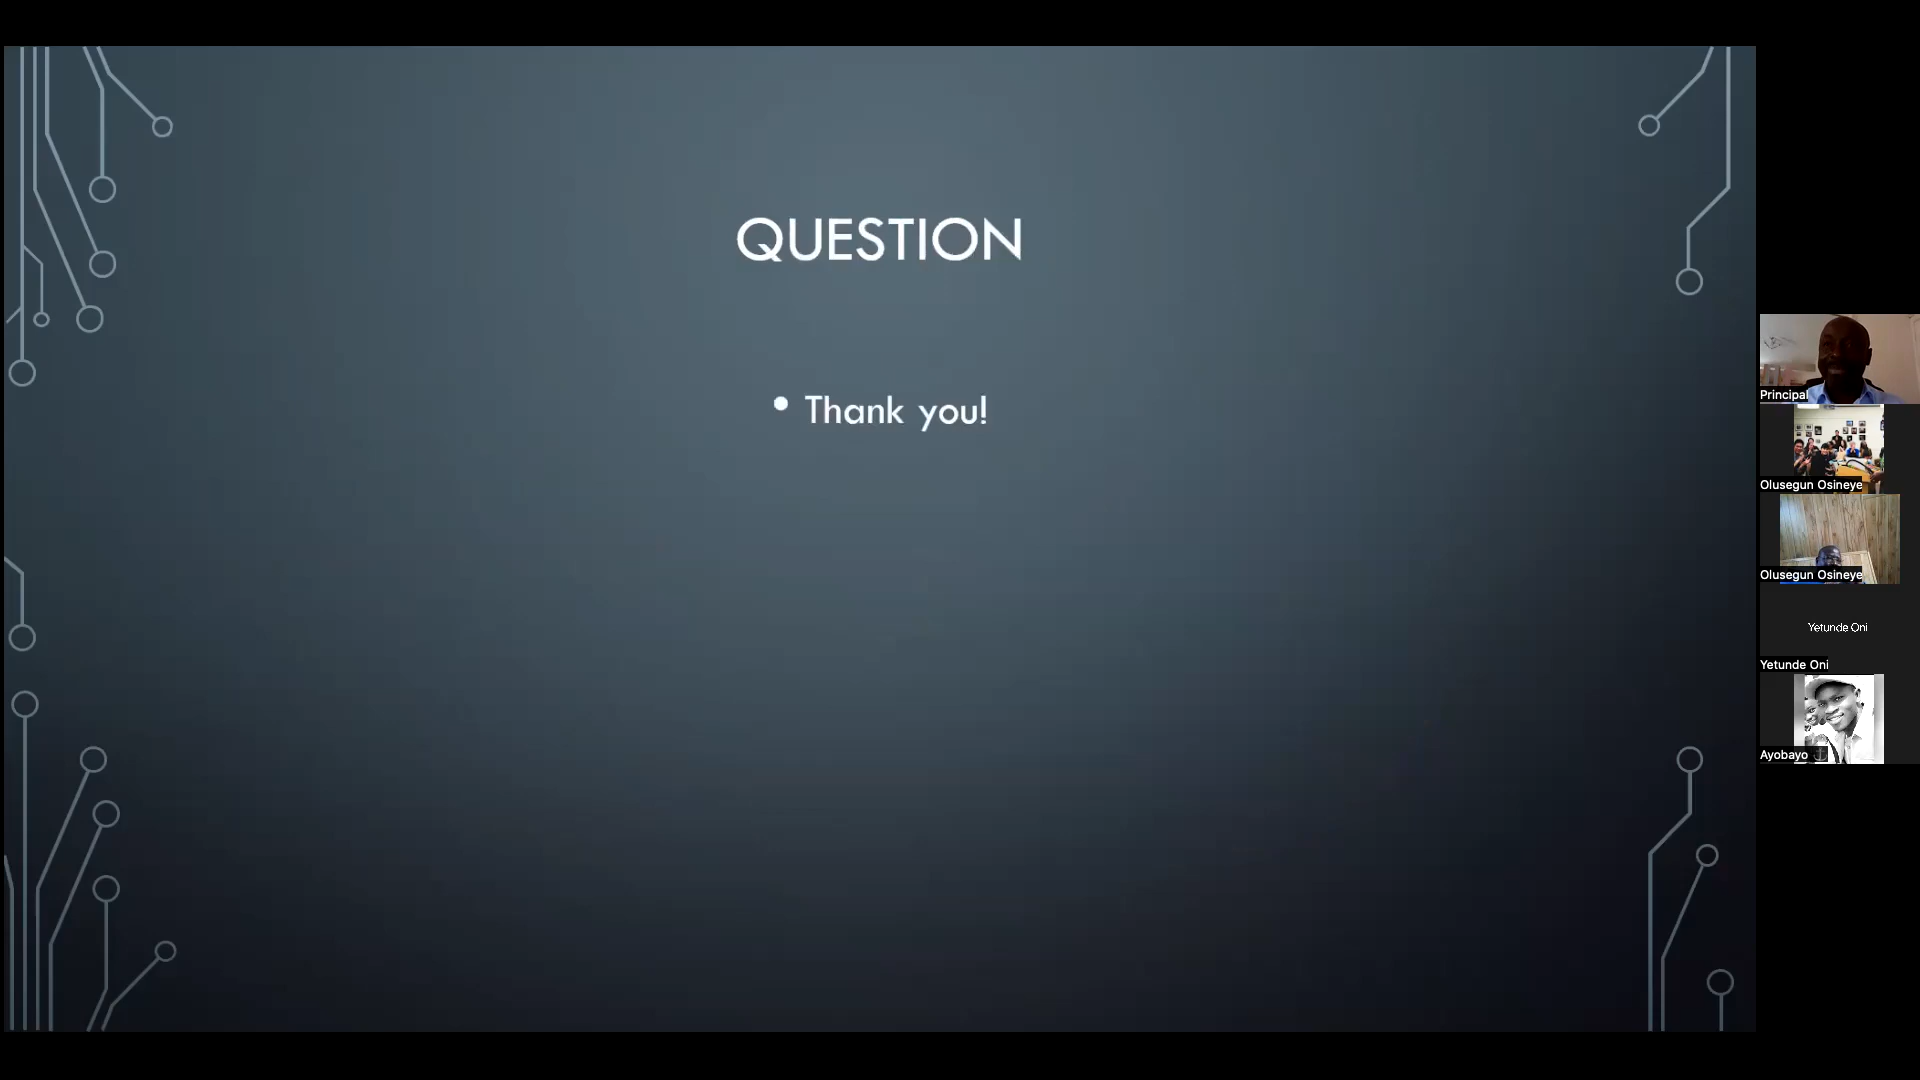 QUESTION
• Thank you!
Principal
Olusegun Osineye
Olusegun Osineye
Yetunde Oni
Yetunde Oni
Ayobayo